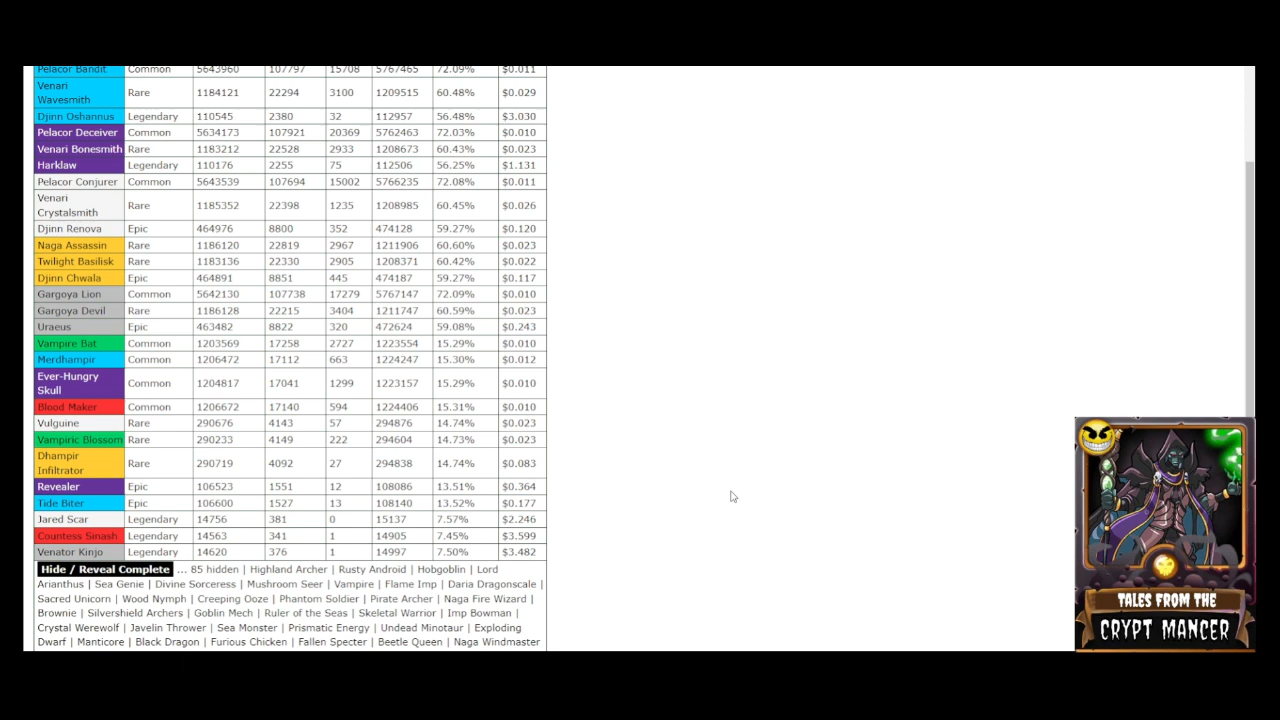 Pelacor Bandit Common 5643960 107797 15708 5767465 72.09% $0.011
Venari
Wavesmith Rare 1184121 22294 3100 1209515 60.48% $0.029
Djinn Oshannus Legendary 110545 2380 32 112957 56.48% $3.030
Pelacor Deceiver Common 5634173 107921 20369 5762463 72.03% $0.010
Venari Bonesmith Rare 1183212 22528 2933 1208673 60.43% $0.023
Harklaw Legendary 110176 2255 75 112506 56.25% $1.131
Pelacor Conjurer Common 5643539 107694 15002 5766235 72.08% $0.011
Venari
Crystalsmith Rare 1185352 22398 1235 1208985 60.45% $0.026
Djinn Renova Epic 464976 8800 352 474128 59.27% $0.120
Naga Assassin Rare 1186120 22819 2967 1211906 60.60% $0.023
Twilight Basilisk Rare 1183136 22330 2905 1208371 60.42% $0.022
Djinn Chwala Epic 464891 8851 445 474187 59.27% $0.117
Gargoya Lion Common 5642130 107738 17279 5767147 72.09% $0.010
Gargoya Devil Rare 1186128 22215 3404 1211747 60.59% $0.023
Uraeus Epic 463482 8822 320 472624 59.08% $0.243
Vampire Bat Common 1203569 17258 2727 1223554 15.29% $0.010
Merdhampir Common 1206472 17112 663 1224247 15.30% $0.012
Ever-Hungry
Skull Common 1204817 17041 1299 1223157 15.29% $0.010
Blood Maker Common 1206672 17140 594 1224406 15.31% $0.010
Vulguine Rare 290676 4143 57 294876 14.74% $0.023
Vampiric Blossom Rare 290233 4149 222 294604 14.73% $0.023
Dhampir
Infiltrator Rare 290719 4092 27 294838 14.74% $0.083
Revealer Epic 106523 1551 12 108086 13.51% $0.364
Tide Biter Epic 106600 1527 13 108140 13.52% $0.177
Jared Scar Legendary 14756 381 0 15137 7.57% $2.246
Countess Sinash Legendary 14563 341 1 14905 7.45% $3.599
Venator Kinjo Legendary 14620 376 1 14997 7.50% $3.482
Hide / Reveal Complete ... 85 hidden | Highland Archer | Rusty Android | Hobgoblin | Lord
Arianthus | Sea Genie | Divine Sorceress | Mushroom Seer | Vampire | Flame Imp | Daria Dragonscale |
Sacred Unicorn | Wood Nymph | Creeping Ooze | Phantom Soldier | Pirate Archer | Naga Fire Wizard |
Brownie | Silvershield Archers | Goblin Mech | Ruler of the Seas | Skeletal Warrior | Imp Bowman |
Crystal Werewolf | Javelin Thrower | Sea Monster | Prismatic Energy | Undead Minotaur | Exploding
Dwarf | Manticore | Black Dragon | Furious Chicken | Fallen Specter | Beetle Queen | Naga Windmaster
TALES FROM THE
CRYPT MANCER